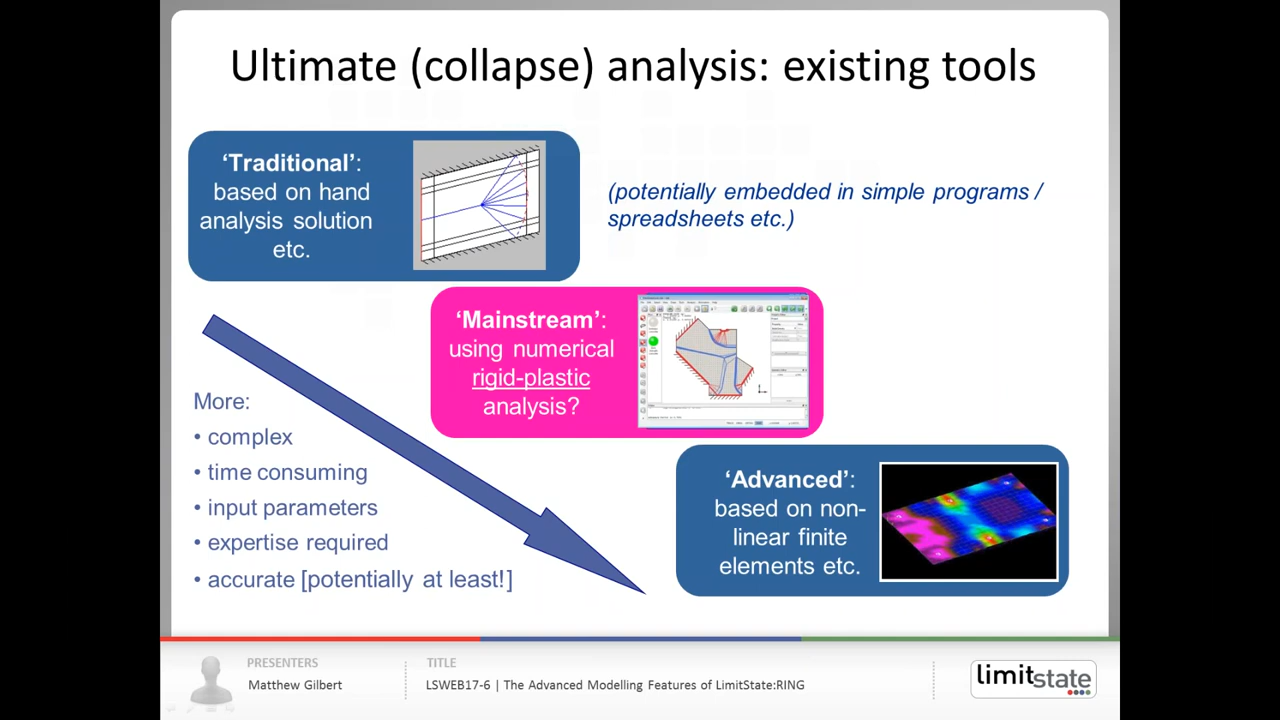 Ultimate (collapse) analysis: existing tools
‘Traditional’:
based on hand
analysis solution
etc.
(potentially embedded in simple programs /
spreadsheets etc.)
‘Mainstream’:
using numerical
rigid-plastic
analysis?
More:
• complex
• time consuming
• input parameters
• expertise required
• accurate [potentially at least!]
‘Advanced’:
based on non-
linear finite
elements etc.
PRESENTERS
Matthew Gilbert
TITLE
LSWEB17-6 | The Advanced Modelling Features of LimitState:RING
limitstate